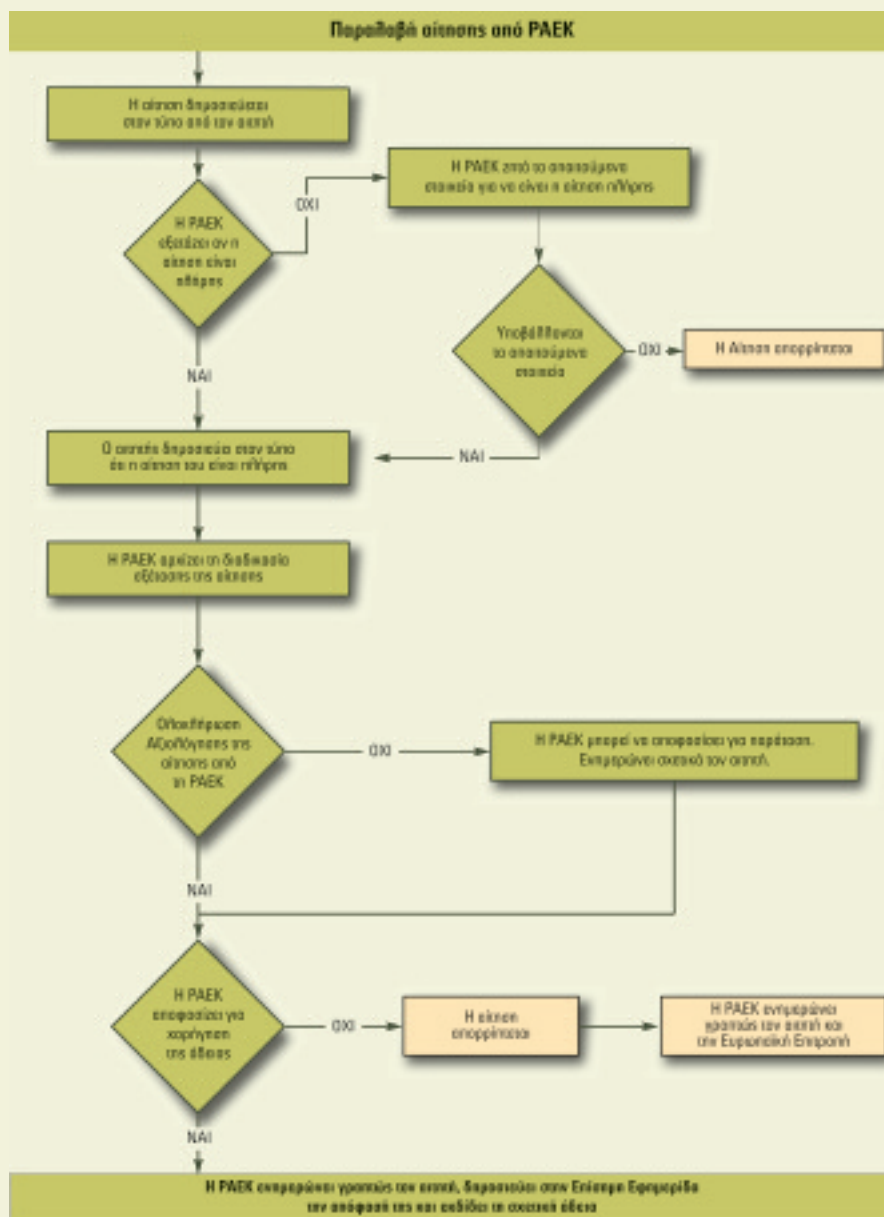 Παραλαβή αίτησης από ΡΑΕΚ
Η αίτηση δημοσιεύεται
στον τύπο από τον αιτητή
Η ΡΑΕΚ
εξετάζει αν η
αίτηση είναι
πλήρης
ΟΧΙ
Η ΡΑΕΚ ζητά τα απαιτούμενα
στοιχεία για να είναι η αίτηση πλήρης
Υποβάλλονται
τα απαιτούμενα
στοιχεία
ΟΧΙ
Η Αίτηση απορρίπτεται
ΝΑΙ
ΝΑΙ
Ο αιτητής δημοσιεύει στον τύπο
ότι η αίτηση του είναι πλήρης
Η ΡΑΕΚ αρχίζει τη διαδικασία
εξέτασης της αίτησης
Ολοκλήρωση
Αξιολόγησης της
αίτησης από
τη ΡΑΕΚ
ΟΧΙ
Η ΡΑΕΚ μπορεί να αποφασίσει για παράταση.
Ενημερώνει σχετικά τον αιτητή.
ΝΑΙ
Η ΡΑΕΚ
αποφασίζει για
χορήγηση
της άδειας
ΟΧΙ
Η αίτηση
απορρίπτεται
Η ΡΑΕΚ ενημερώνει
γραπτώς τον αιτητή και
την Ευρωπαϊκή Επιτροπή
ΝΑΙ
Η ΡΑΕΚ ενημερώνει γραπτώς τον αιτητή, δημοσιεύει στην Επίσημη Εφημερίδα
την απόφασή της και εκδίδει τη σχετική άδεια